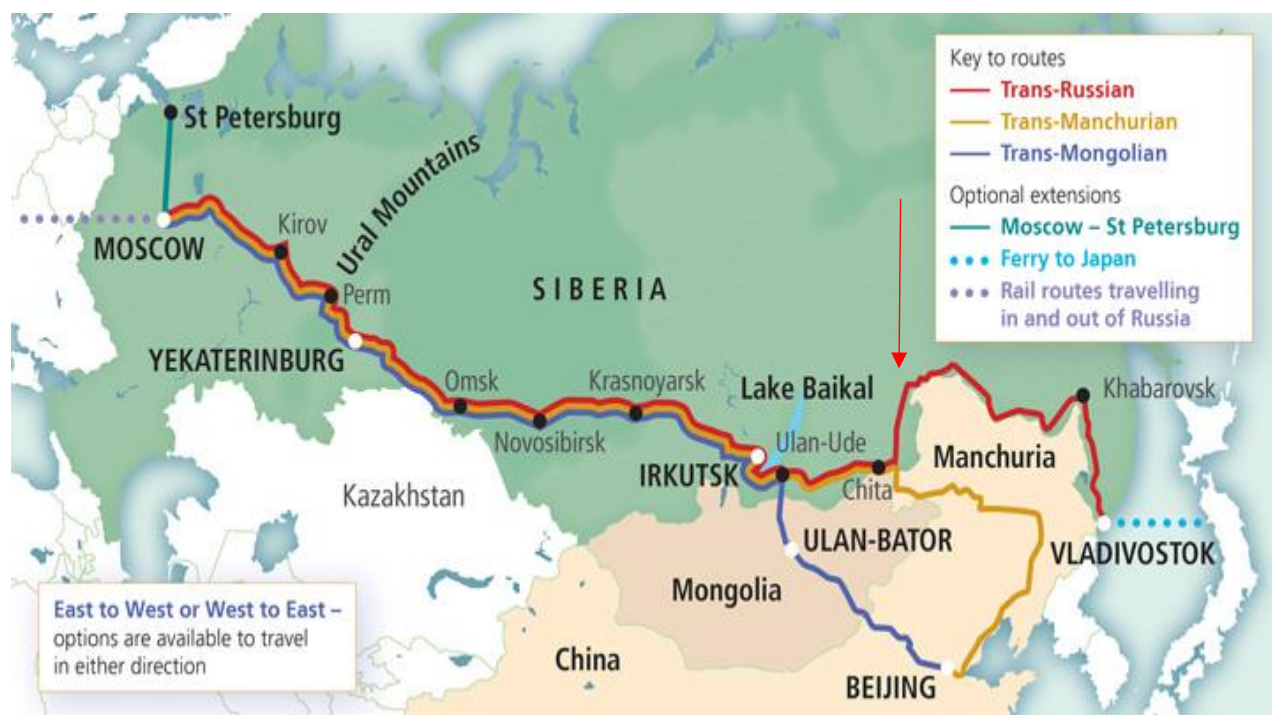 St Petersburg
MOSCOW
Kirov
Ural Mountains
Perm
YEKATERINBURG
SIBERIA
Omsk
Novosibirsk
Krasnoyarsk
Lake Baikal
IRKUTSK
Ulan-Ude
Chita
Manchuria
Khabarovsk
VLADIVOSTOK
Kazakhstan
ULAN-BATOR
Mongolia
China
BEIJING
Key to routes
Trans-Russian
Trans-Manchurian
Trans-Mongolian
Optional extensions
Moscow – St Petersburg
Ferry to Japan
Rail routes travelling
in and out of Russia
East to West or West to East –
options are available to travel
in either direction